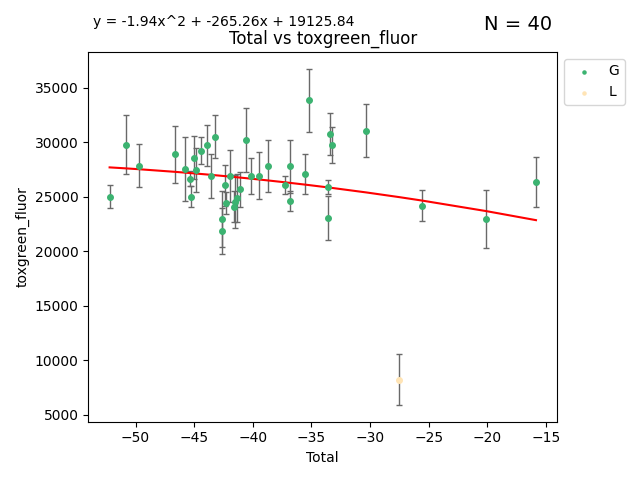 y = -1.94x^2 + -265.26x + 19125.84
N = 40
Total vs toxgreen_fluor
G
L
toxgreen_fluor
35000
30000
25000
20000
15000
10000
5000
−50 −45 −40 −35 −30 −25 −20 −15
Total